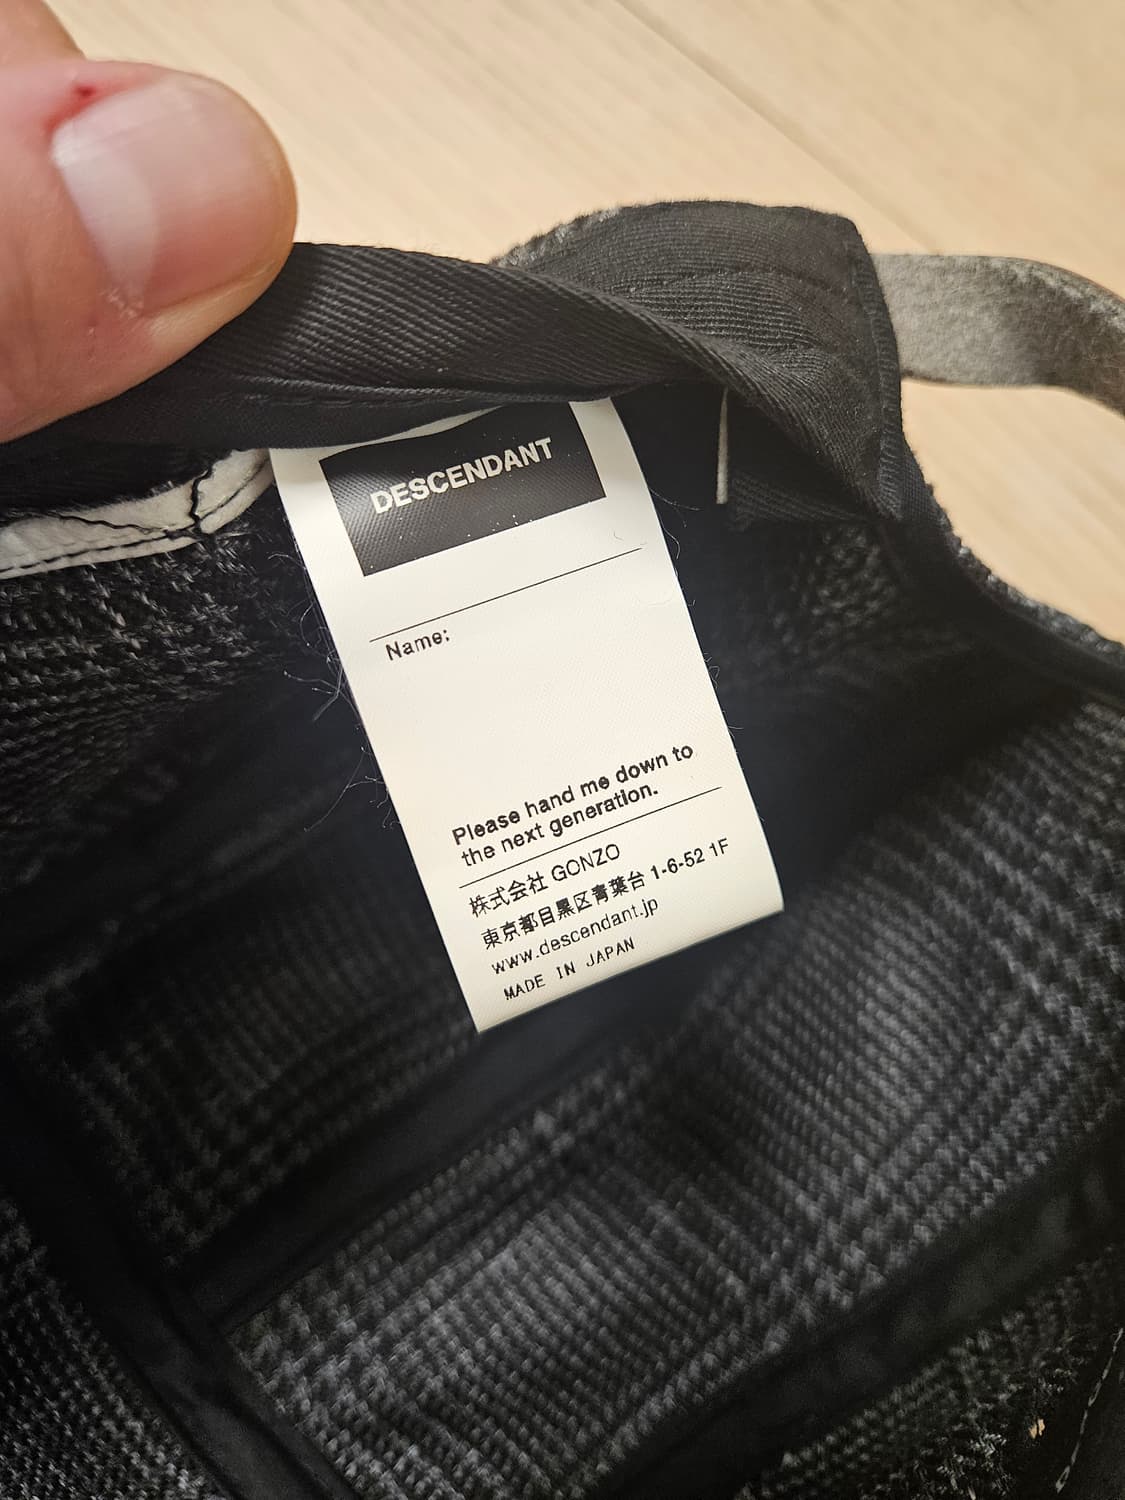 DESCENDANT
Name:
Please hand me down to
the next generation.
株式会社 GONZO
東京都目黒区青葉台 1-6-52 1F
www.descendant.jp
MADE IN JAPAN